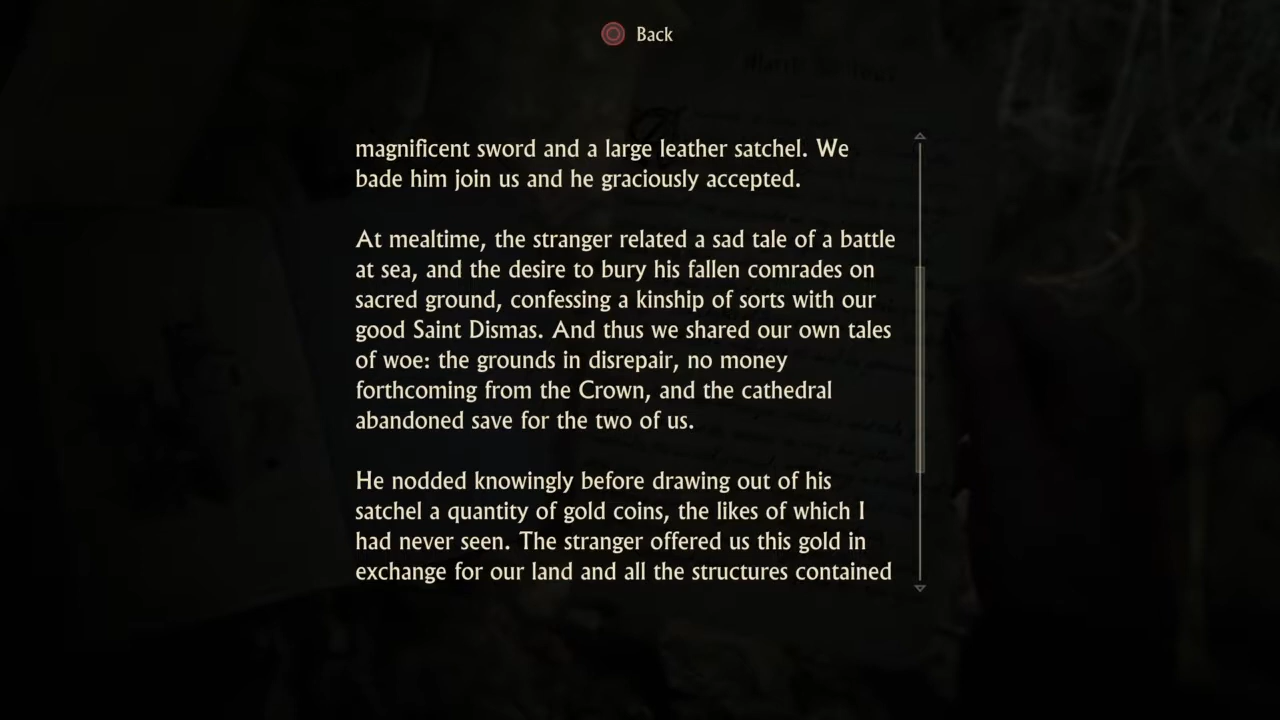 Back
magnificent sword and a large leather satchel. We
bade him join us and he graciously accepted.
At mealtime, the stranger related a sad tale of a battle
at sea, and the desire to bury his fallen comrades on
sacred ground, confessing a kinship of sorts with our
good Saint Dismas. And thus we shared our own tales
of woe: the grounds in disrepair, no money
forthcoming from the Crown, and the cathedral
abandoned save for the two of us.
He nodded knowingly before drawing out of his
satchel a quantity of gold coins, the likes of which I
had never seen. The stranger offered us this gold in
exchange for our land and all the structures contained